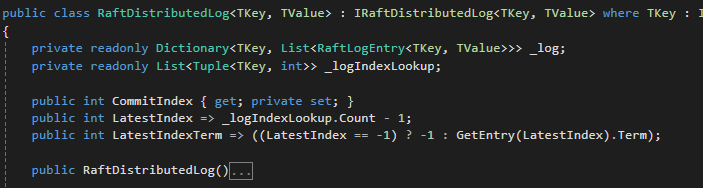 public class RaftDistributedLog<TKey, TValue> : IRaftDistributedLog<TKey, TValue> where TKey :
{
private readonly Dictionary<TKey, List<RaftLogEntry<TKey, TValue>>> _log;
private readonly List<Tuple<TKey, int>> _logIndexLookup;
public int CommitIndex { get; private set; }
public int LatestIndex => _logIndexLookup.Count - 1;
public int LatestIndexTerm => ((LatestIndex == -1) ? -1 : GetEntry(LatestIndex).Term);
public RaftDistributedLog()...